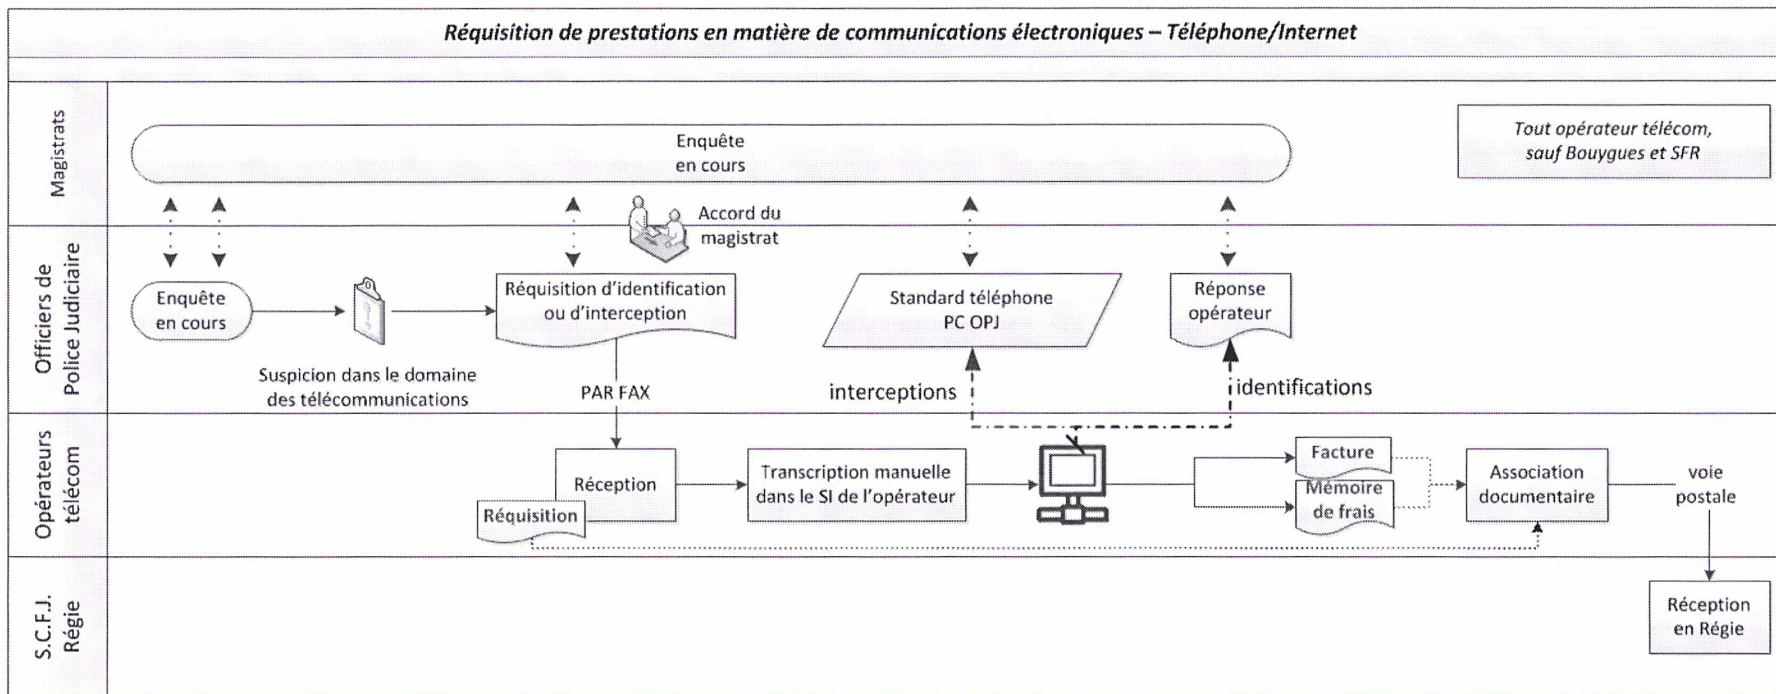 Réquisition de prestations en matière de communications électroniques – Téléphone/Internet
Magistrats
Enquête
en cours
Tout opérateur télécom,
sauf Bouygues et SFR
Accord du
magistrat
Officiers de
Police Judiciaire
Enquête
en cours
Suspicion dans le domaine
des télécommunications
Réquisition d'identification
ou d'interception
PAR FAX
Standard téléphone
PC OPJ
Réponse
opérateur
interceptions
identifications
Opérateurs
télécom
Réception
Réquisition
Transcription manuelle
dans le SI de l'opérateur
Facture
Mémoire
de frais
Association
documentaire
voie
postale
S.C.F.J.
Régie
Réception
en Régie